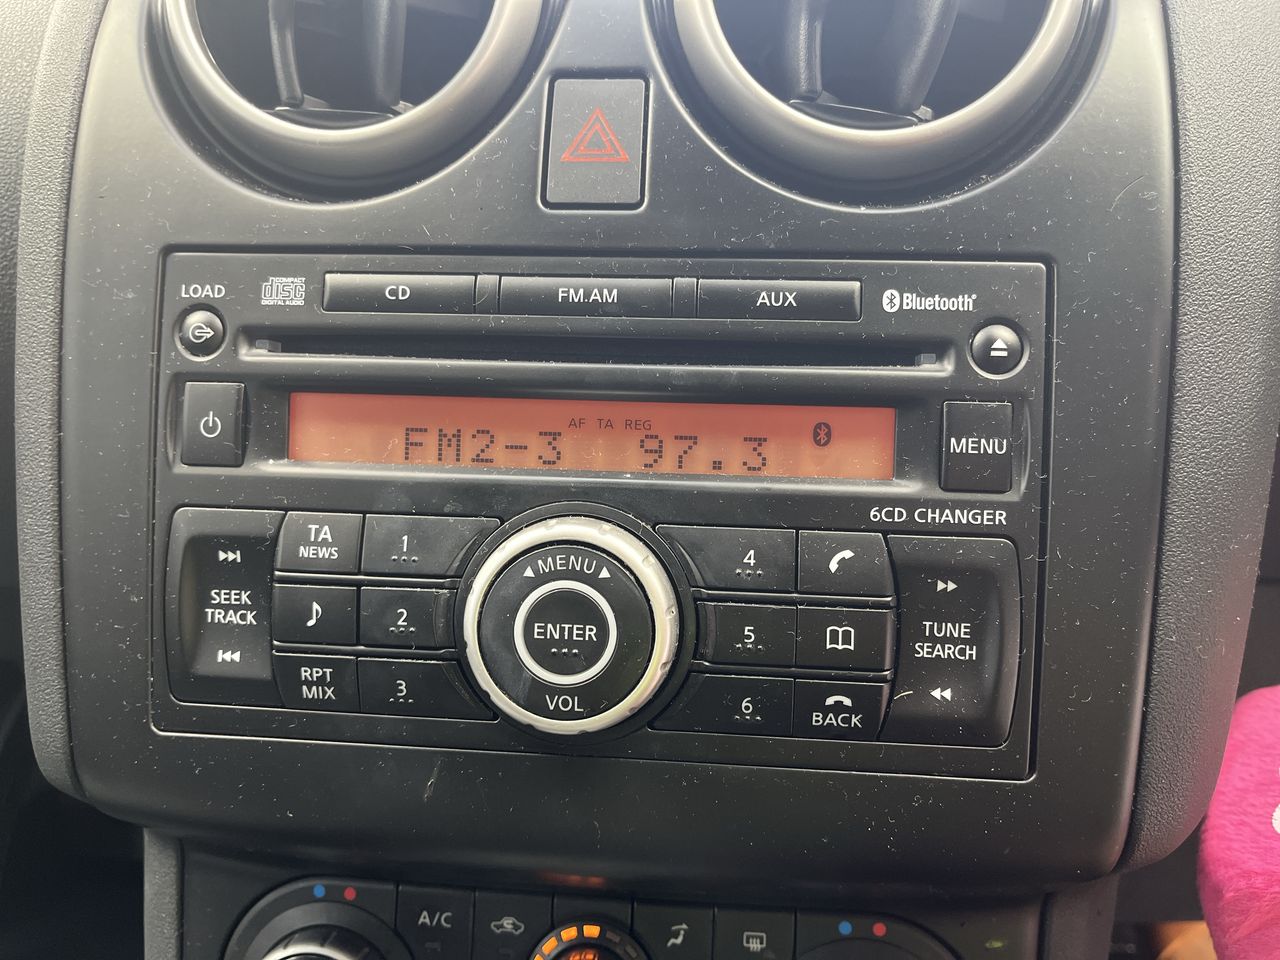 LOAD
COMPACT
disc
DIGITAL AUDIO
CD
FM.AM
AUX
Bluetooth®
AF TA REG
FM2-3 97.3
MENU
6CD CHANGER
TA
NEWS
1
4
SEEK
TRACK
2
5
TUNE
SEARCH
RPT
MIX
3
6
BACK
MENU
ENTER
VOL
A/C